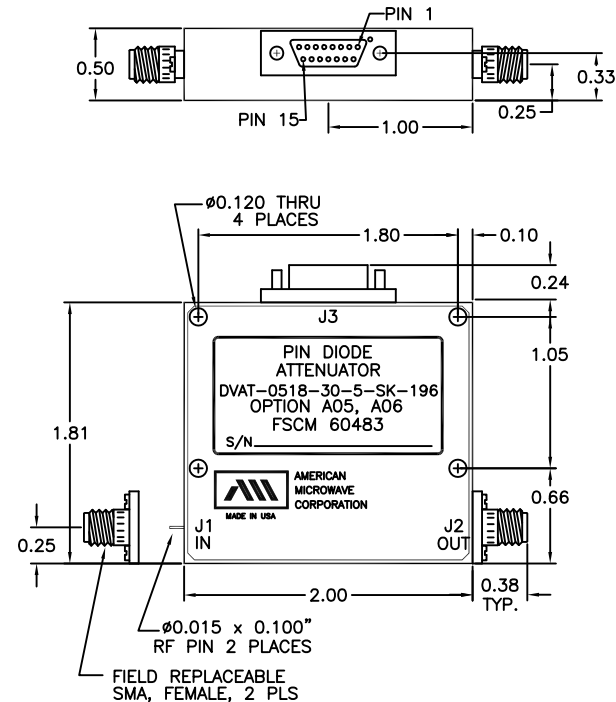 PIN 1
0.50
0.33
0.25
PIN 15
1.00
ø0.120 THRU
4 PLACES
1.80
0.10
0.24
J3
PIN DIODE
ATTENUATOR
DVAT-0518-30-5-SK-196
OPTION A05, A06
FSCM 60483
S/N
1.05
1.81
AMERICAN
MICROWAVE
CORPORATION
MADE IN USA
0.66
J1
IN
J2
OUT
0.25
2.00
0.38
TYP.
ø0.015 x 0.100"
RF PIN 2 PLACES
FIELD REPLACEABLE
SMA, FEMALE, 2 PLS